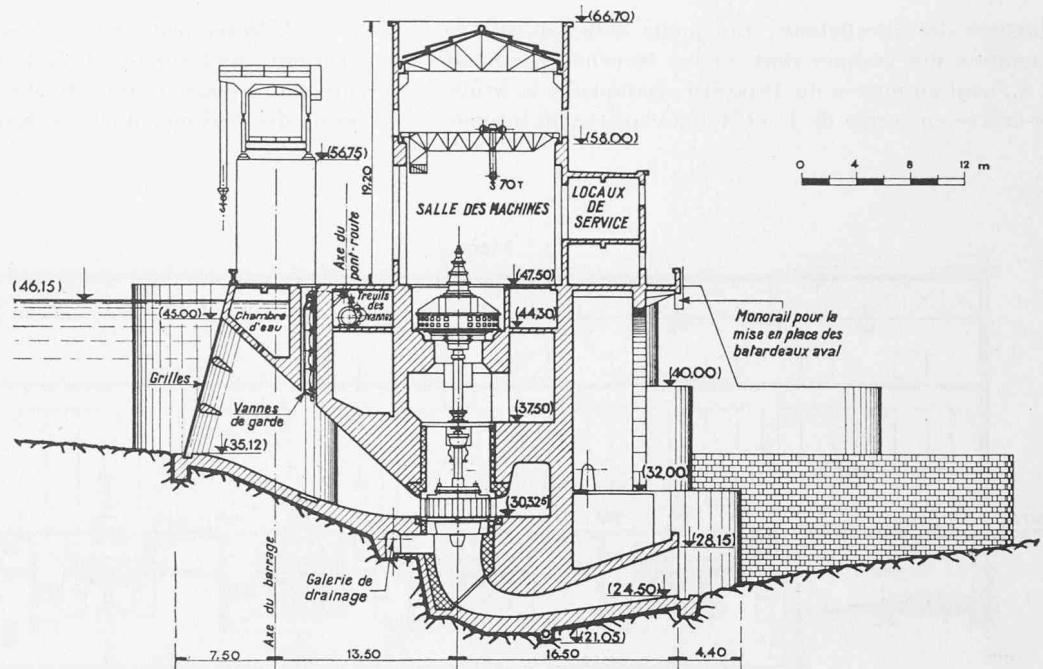 (66,70)
(56,75)
19,20
(58.00)
0 4 8 12 m
70 T
SALLE DES MACHINES
LOCAUX
DE
SERVICE
Axe du
pont-route
(46.15)
(47.50)
(45.00)
Chambre
d'eau
Treuils
des
vannes
(44,30)
Monorail pour la
mise en place des
batardeaux aval
Grilles
(40,00)
Vannes
de garde
(37.50)
(35,12)
(32.00)
(30,32⁵)
(28.15)
Galerie de
drainage
(24.50)
(21.05)
Axe du barrage
7,50
13.50
16.50
4,40